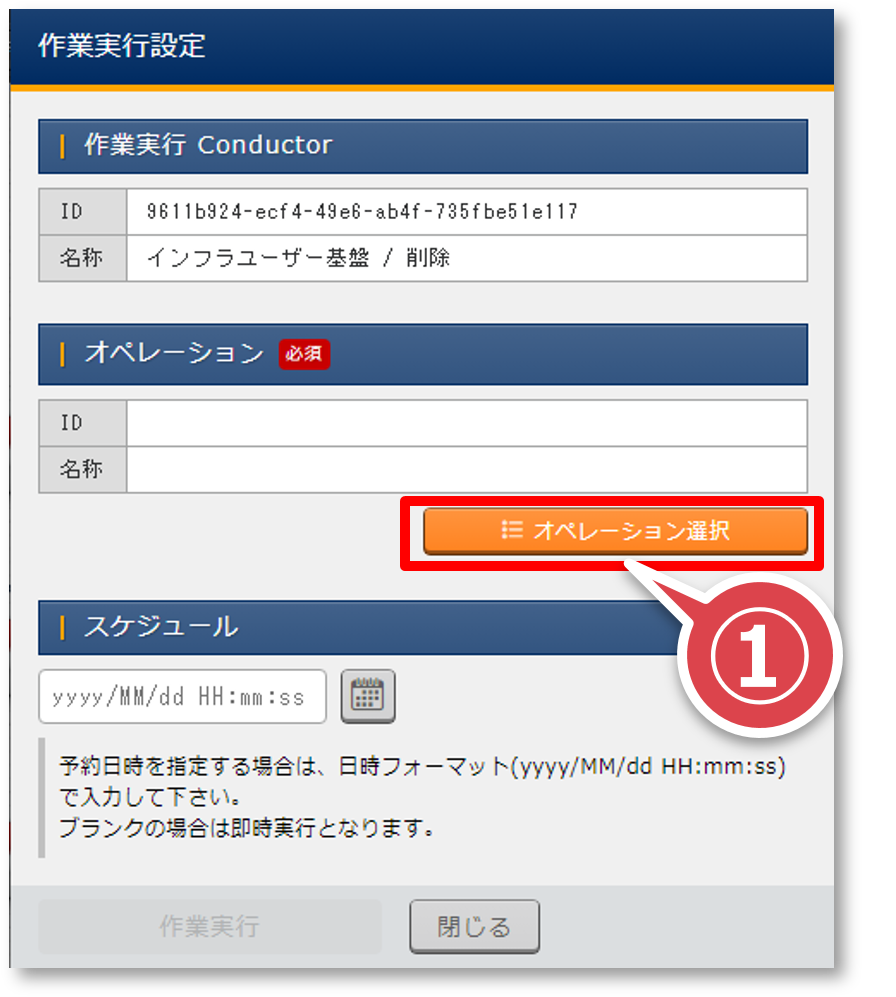 作業実行設定
作業実行 Conductor
ID 9611b924-ecf4-49e6-ab4f-735fbe51e117
名称 インフラユーザー基盤 / 削除
オペレーション 必須
ID
名称
オペレーション選択
1
スケジュール
yyyy/MM/dd HH:mm:ss
予約日時を指定する場合は、日時フォーマット(yyyy/MM/dd HH:mm:ss)
で入力して下さい。
ブランクの場合は即時実行となります。
作業実行 閉じる